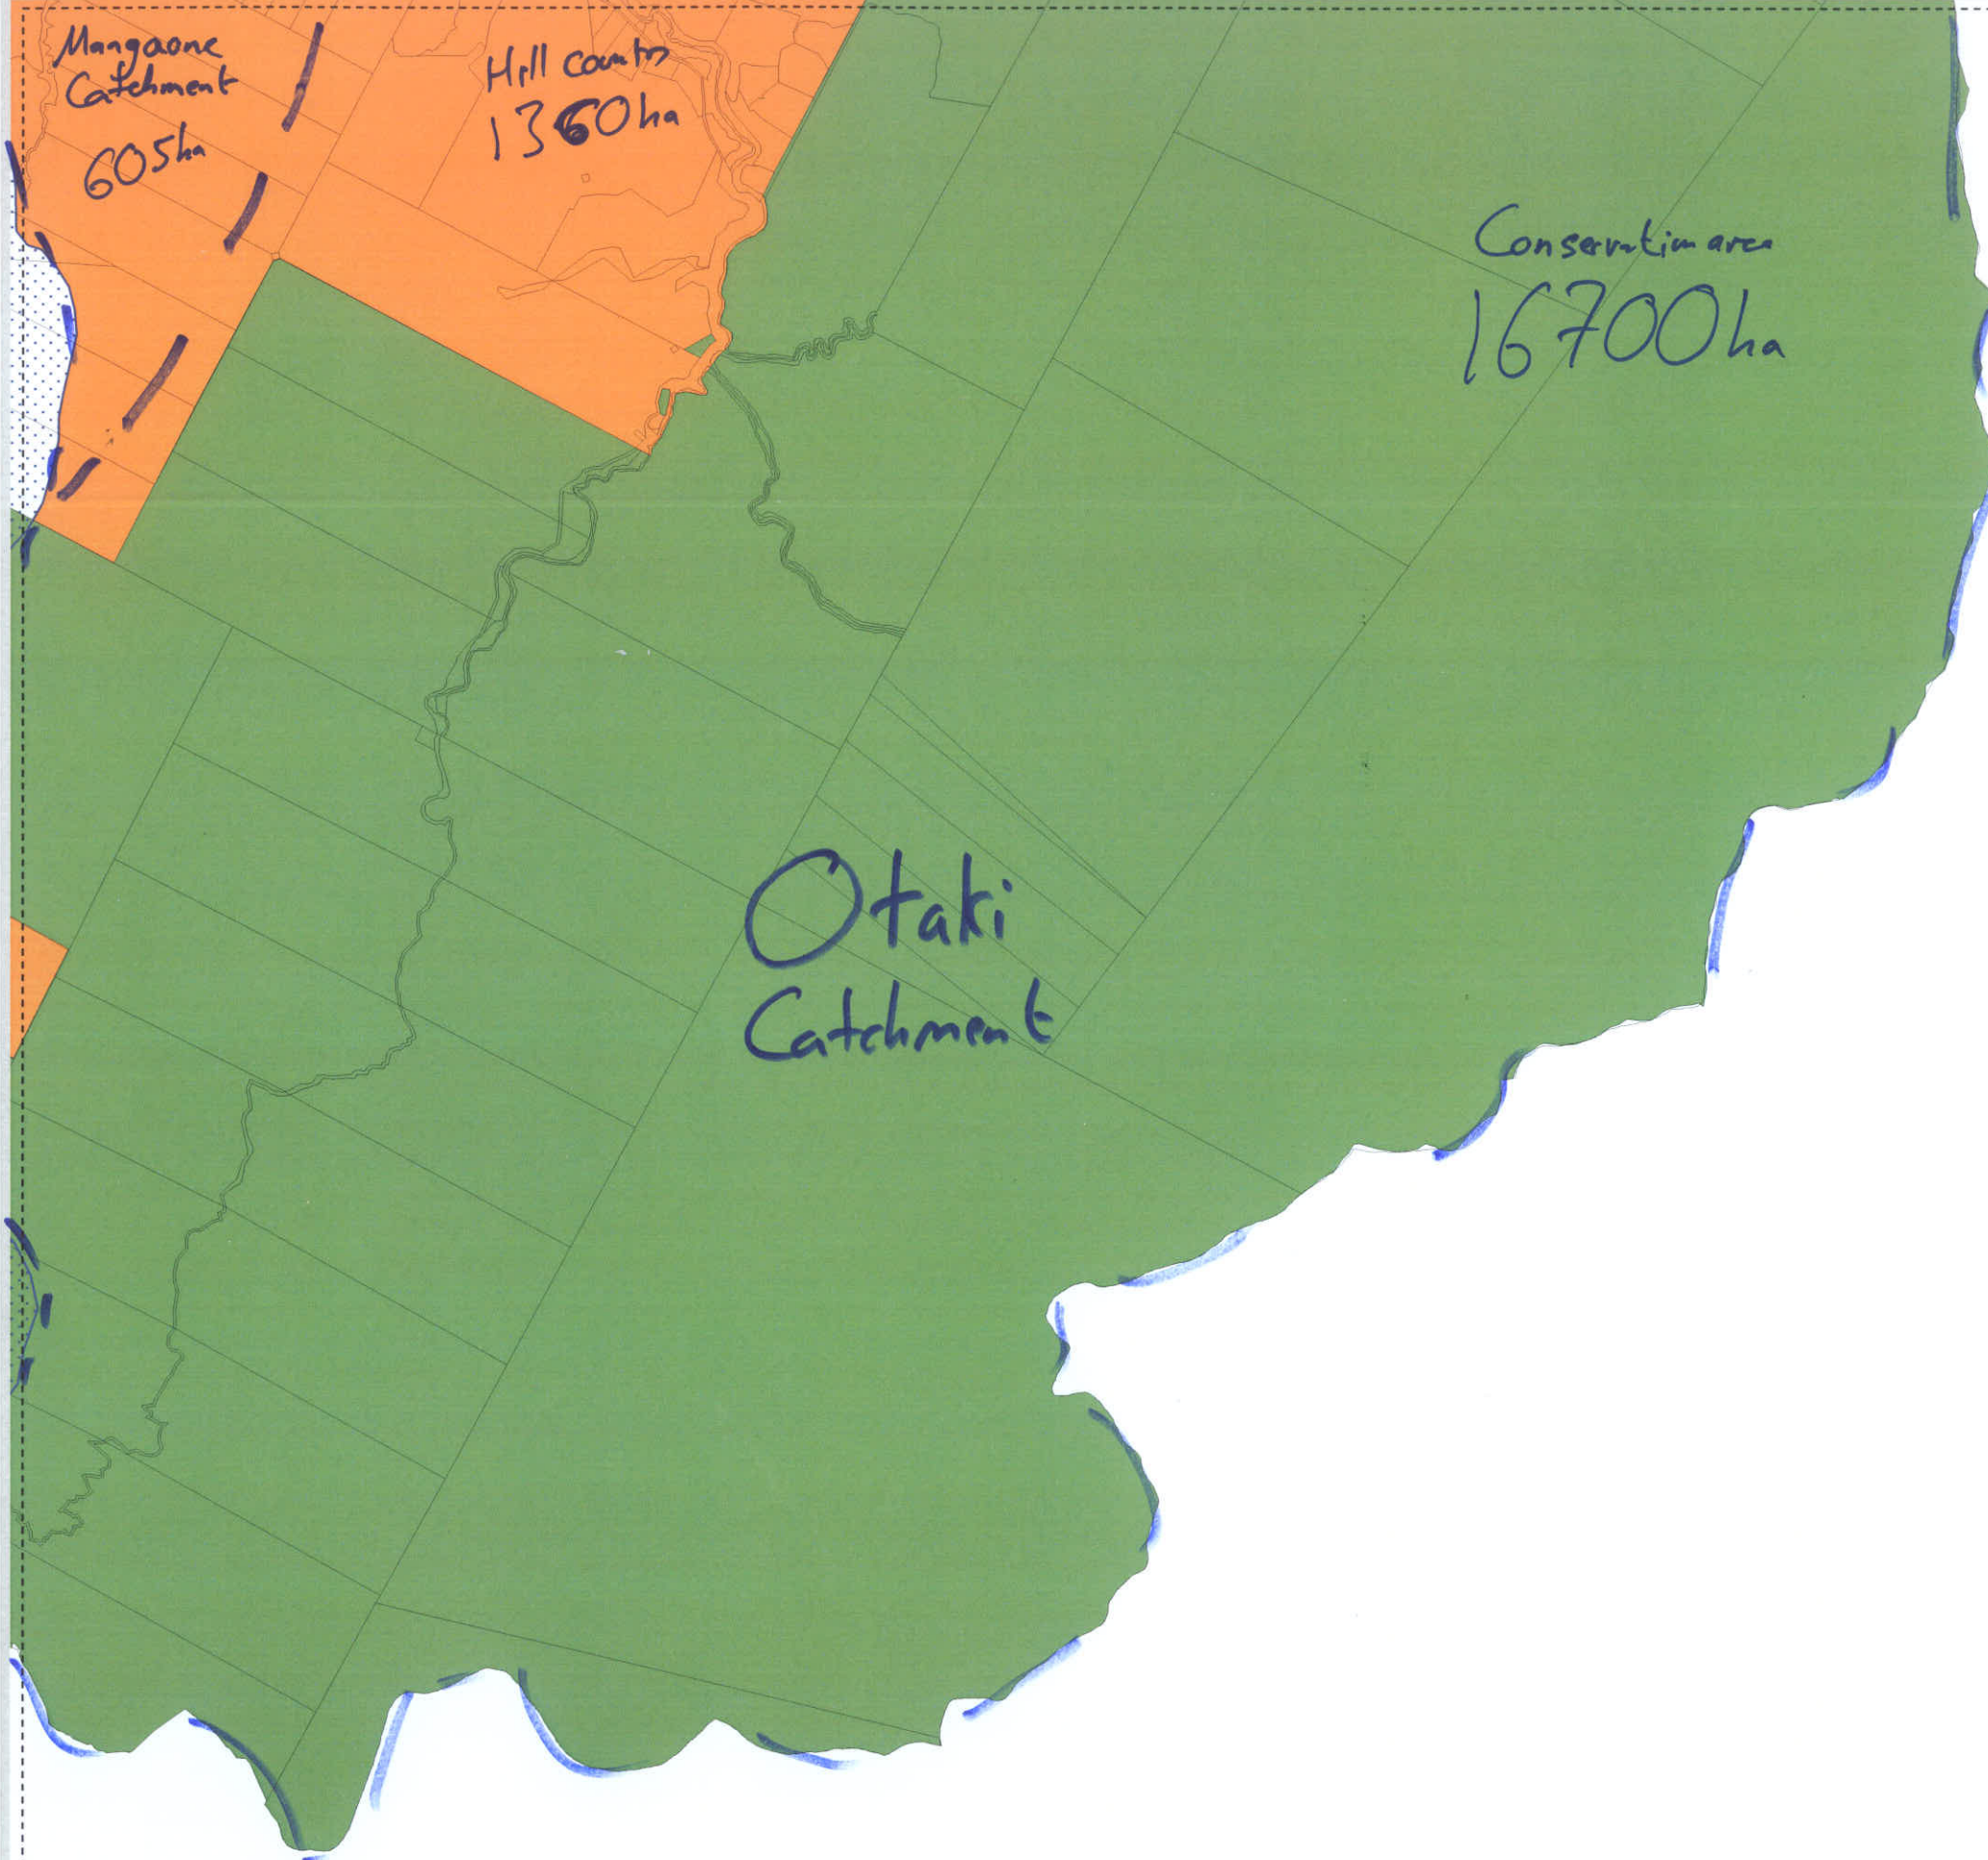 Mangaone
Catchment
605ha
Hill country
1360ha
Conservation area
16700ha
Otaki
Catchment